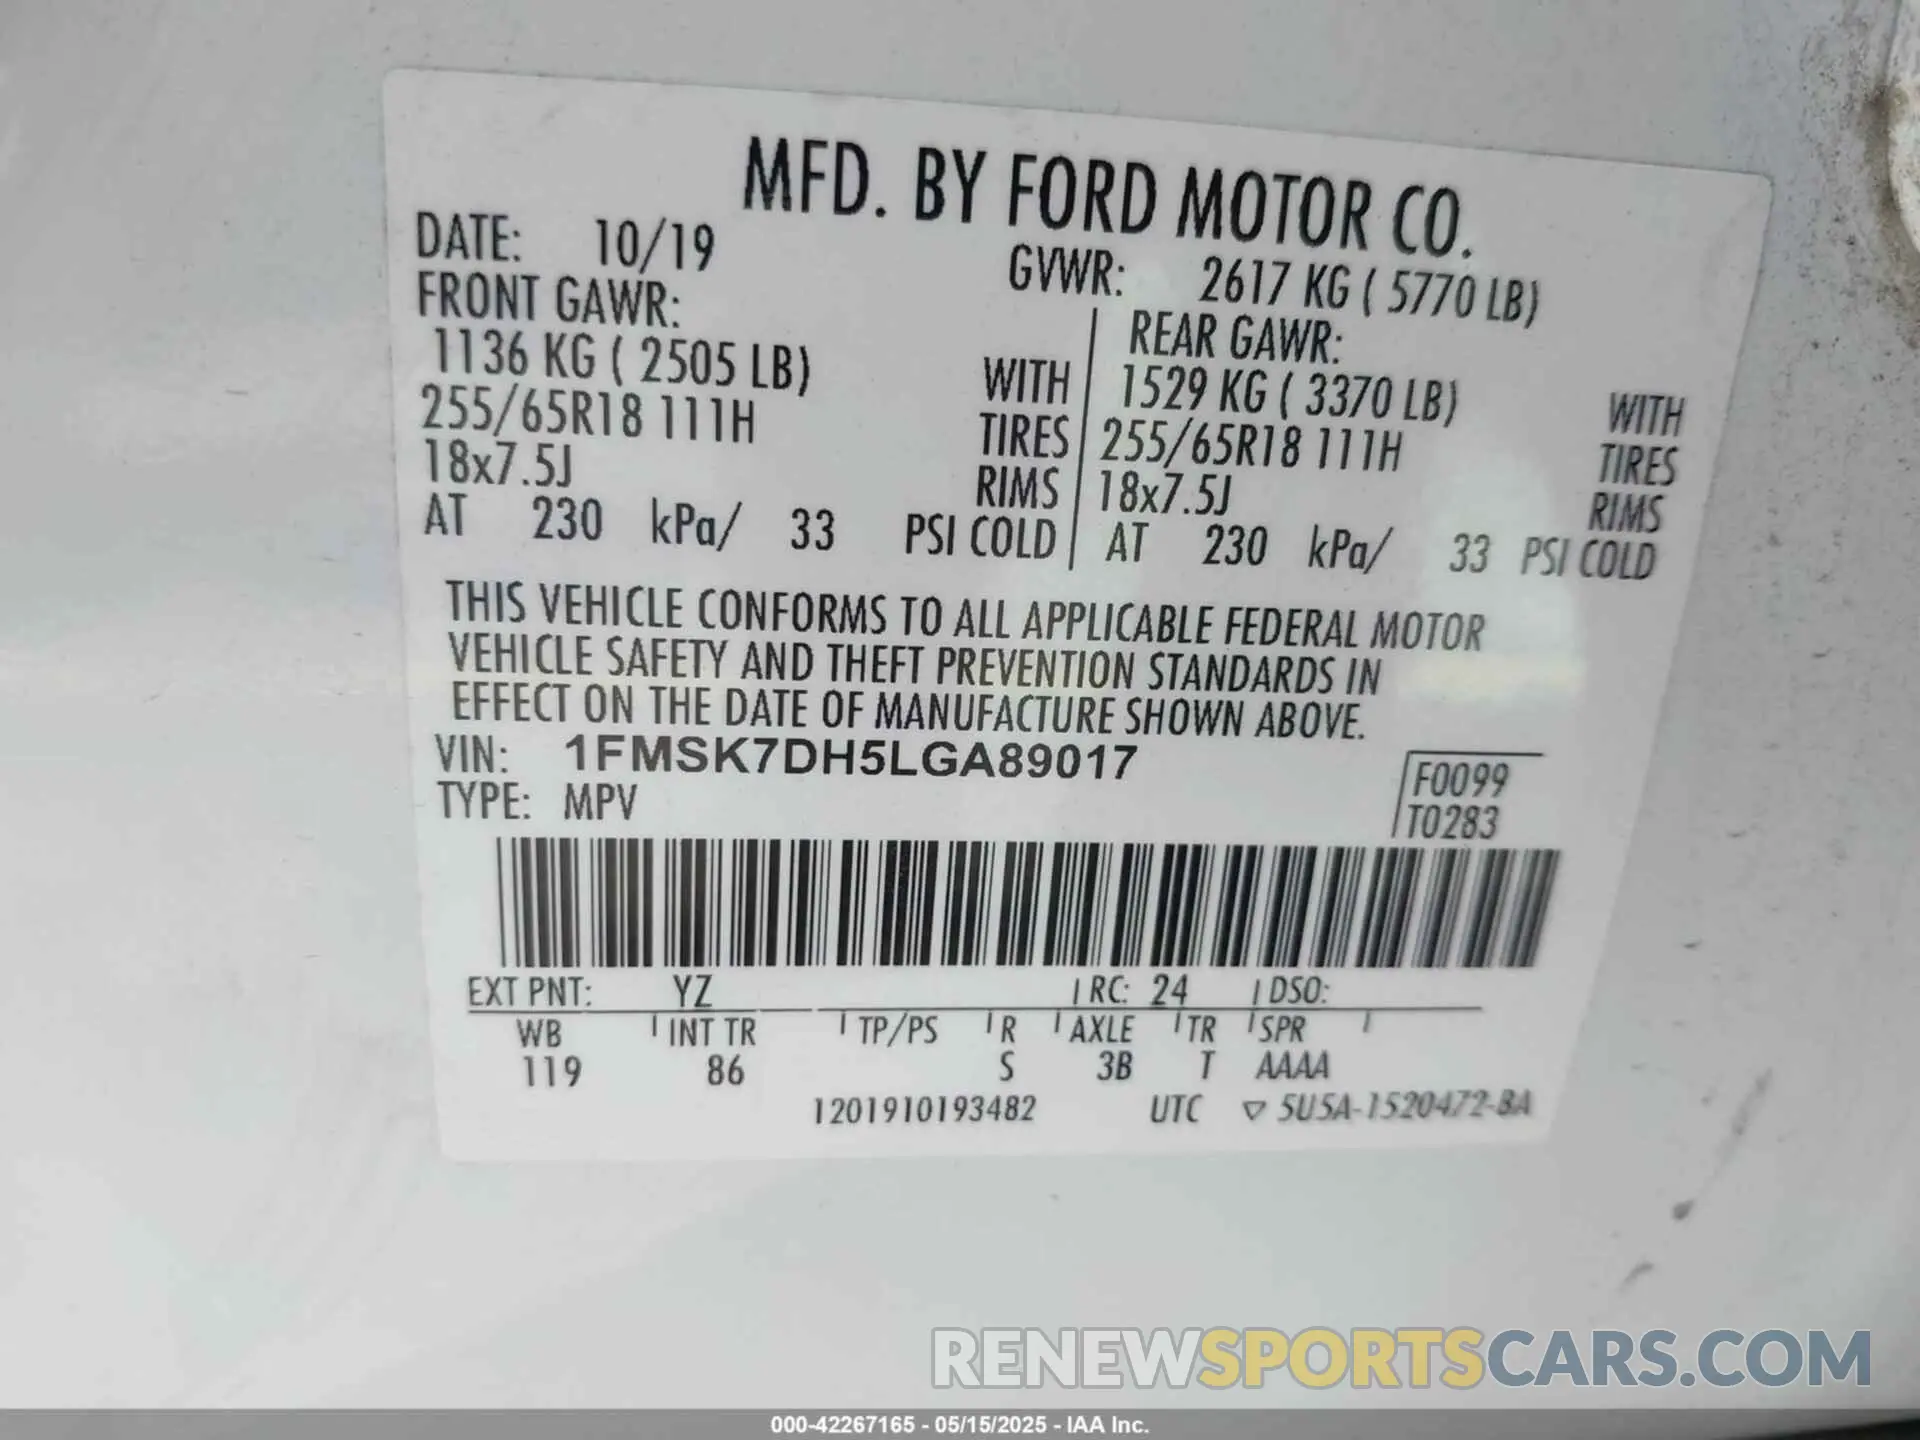 MFD. BY FORD MOTOR CO.
DATE: 10/19 GVWR: 2617 KG ( 5770 LB)
FRONT GAWR: REAR GAWR:
1136 KG ( 2505 LB) WITH 1529 KG ( 3370 LB) WITH
255/65R18 111H TIRES 255/65R18 111H TIRES
18x7.5J RIMS 18x7.5J RIMS
AT 230 kPa/ 33 PSI COLD AT 230 kPa/ 33 PSI COLD
THIS VEHICLE CONFORMS TO ALL APPLICABLE FEDERAL MOTOR
VEHICLE SAFETY AND THEFT PREVENTION STANDARDS IN
EFFECT ON THE DATE OF MANUFACTURE SHOWN ABOVE.
VIN: 1FMSK7DH5LGA89017
TYPE: MPV
F0099
T0283
EXT PNT: YZ RC: 24 DSO:
WB INT TR TP/PS R AXLE TR SPR
119 86 S 3B T AAAA
1201910193482 UTC ▽ 5U5A-1520472-BA
RENEWSPORTSCARS.COM
000-42267165 - 05/15/2025 - IAA Inc.